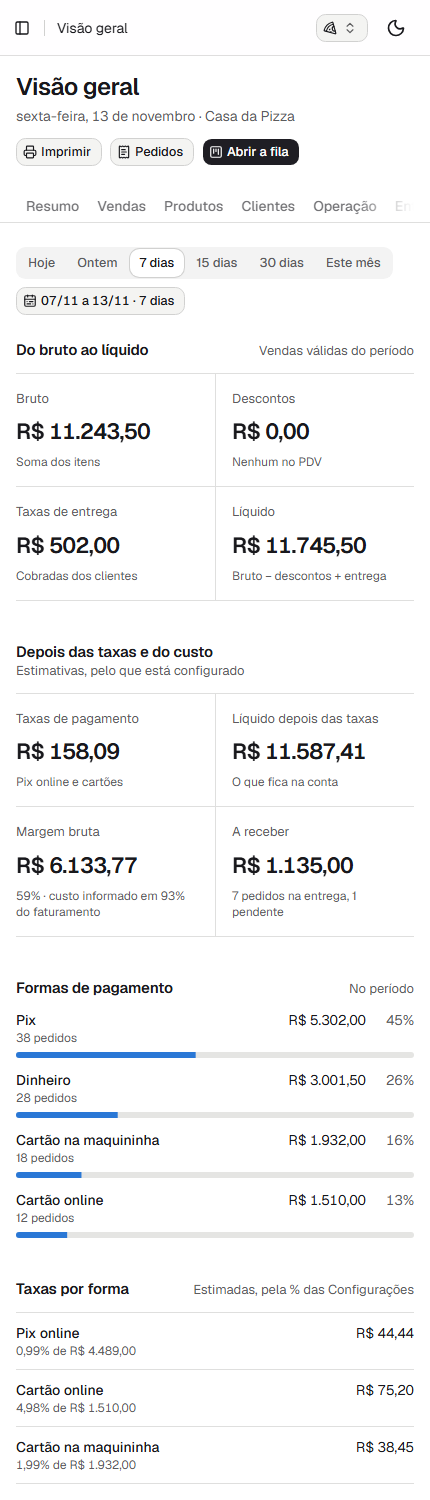 Visão geral
Visão geral
sexta-feira, 13 de novembro · Casa da Pizza
Imprimir Pedidos Abrir a fila
Resumo Vendas Produtos Clientes Operação
Hoje Ontem 7 dias 15 dias 30 dias Este mês
07/11 a 13/11 · 7 dias
Do bruto ao líquido Vendas válidas do período
Bruto Descontos
R$ 11.243,50 R$ 0,00
Soma dos itens Nenhum no PDV
Taxas de entrega Líquido
R$ 502,00 R$ 11.745,50
Cobradas dos clientes Bruto − descontos + entrega
Depois das taxas e do custo
Estimativas, pelo que está configurado
Taxas de pagamento Líquido depois das taxas
R$ 158,09 R$ 11.587,41
Pix online e cartões O que fica na conta
Margem bruta A receber
R$ 6.133,77 R$ 1.135,00
59% · custo informado em 93% 7 pedidos na entrega, 1
do faturamento pendente
Formas de pagamento No período
Pix R$ 5.302,00 45%
38 pedidos
Dinheiro R$ 3.001,50 26%
28 pedidos
Cartão na maquininha R$ 1.932,00 16%
18 pedidos
Cartão online R$ 1.510,00 13%
12 pedidos
Taxas por forma Estimadas, pela % das Configurações
Pix online R$ 44,44
0,99% de R$ 4.489,00
Cartão online R$ 75,20
4,98% de R$ 1.510,00
Cartão na maquininha R$ 38,45
1,99% de R$ 1.932,00